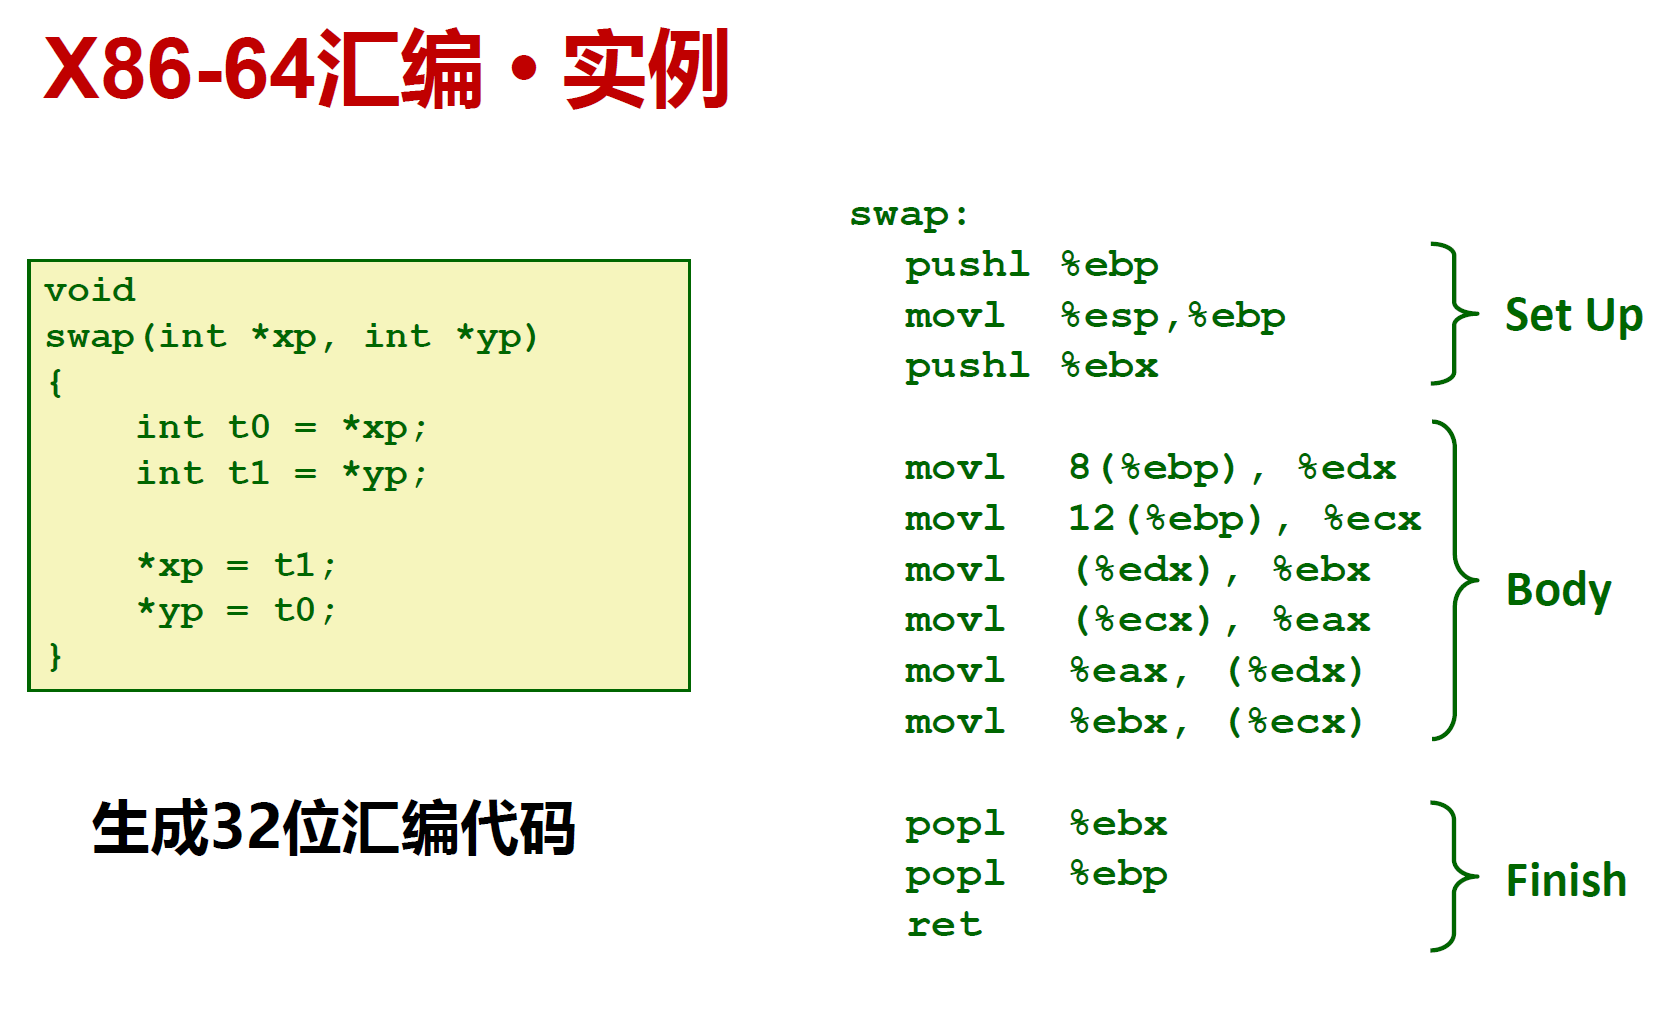 X86-64汇编 • 实例
void
swap(int *xp, int *yp)
{
    int t0 = *xp;
    int t1 = *yp;
    *xp = t1;
    *yp = t0;
}
生成32位汇编代码
swap:
pushl %ebp
movl %esp,%ebp
pushl %ebx
Set Up
movl 8(%ebp), %edx
movl 12(%ebp), %ecx
movl (%edx), %ebx
movl (%ecx), %eax
movl %eax, (%edx)
movl %ebx, (%ecx)
Body
popl %ebx
popl %ebp
ret
Finish